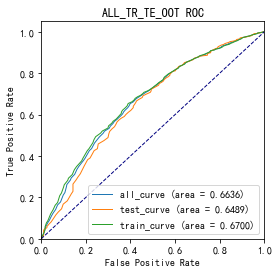 ALL_TR_TE_OOT ROC
1.0
0.8
0.6
0.4
0.2
0.0
True Positive Rate
all_curve (area = 0.6636)
test_curve (area = 0.6489)
train_curve (area = 0.6700)
0.0 0.2 0.4 0.6 0.8 1.0
False Positive Rate